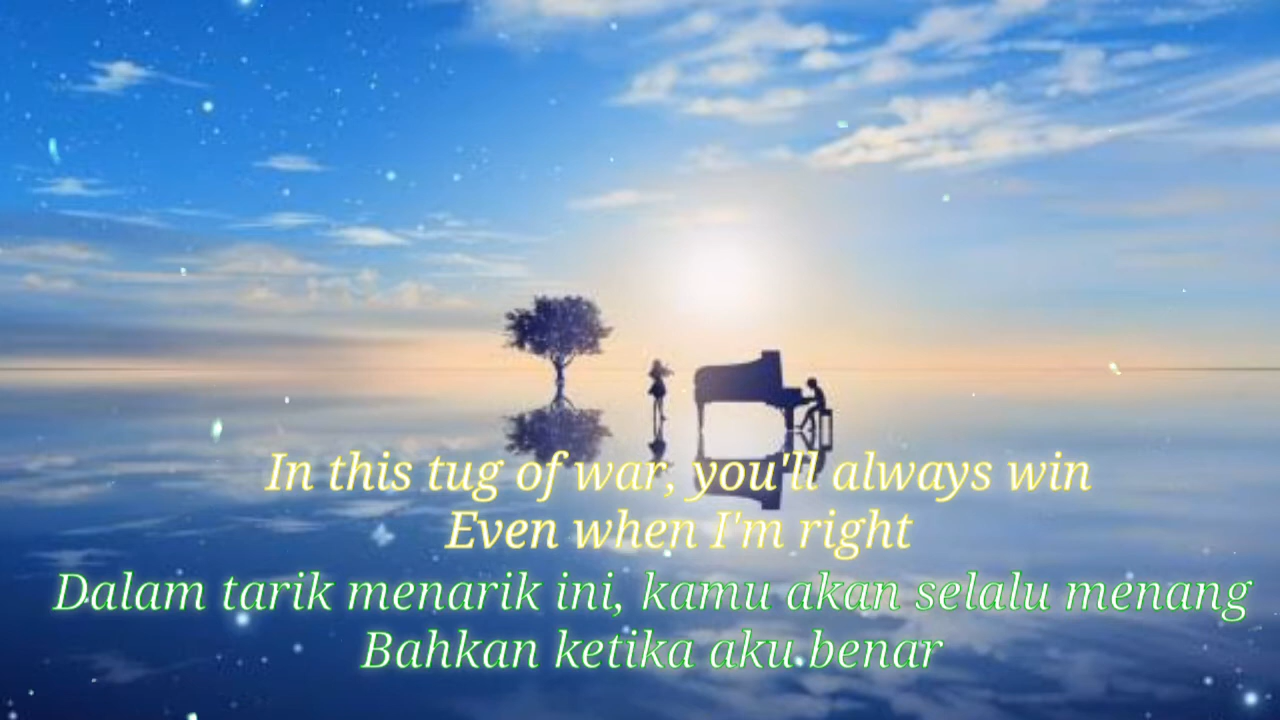 In this tug of war, you'll always win
Even when I'm right
Dalam tarik menarik ini, kamu akan selalu menang
Bahkan ketika aku benar